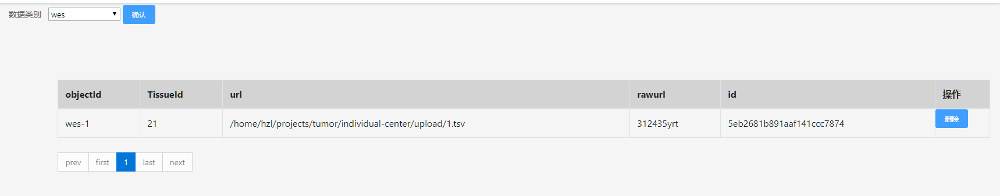 数据类别 wes 确认
objectId TissueId url rawurl id 操作
wes-1 21 /home/hzl/projects/tumor/individual-center/upload/1.tsv 312435yrt 5eb2681b891aaf141ccc7874 删除
prev first 1 last next